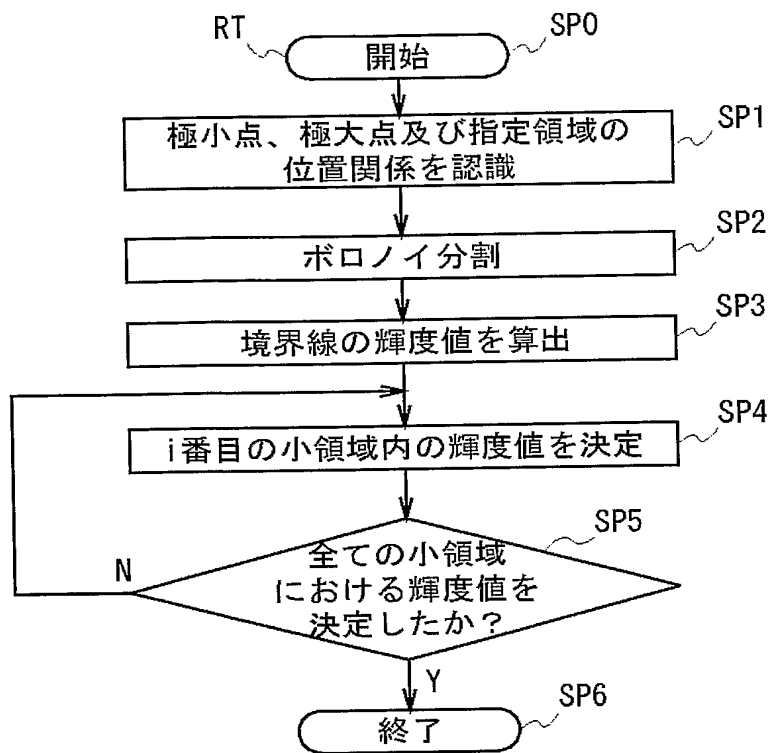 RT
SP0
開始
SP1
極小点、極大点及び指定領域の
位置関係を認識
SP2
ボロノイ分割
SP3
境界線の輝度値を算出
SP4
i番目の小領域内の輝度値を決定
SP5
全ての小領域
における輝度値を
決定したか?
N
Y
SP6
終了